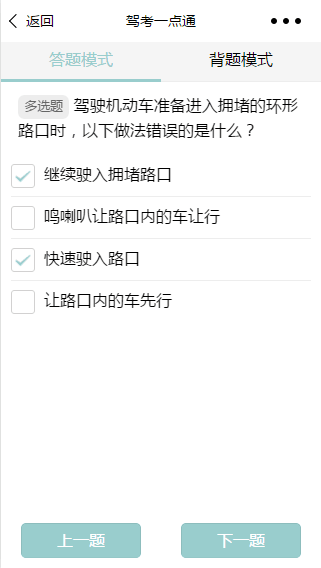 返回 驾考一点通
答题模式 背题模式
多选题 驾驶机动车准备进入拥堵的环形
路口时，以下做法错误的是什么？
继续驶入拥堵路口
鸣喇叭让路口内的车让行
快速驶入路口
让路口内的车先行
上一题 下一题